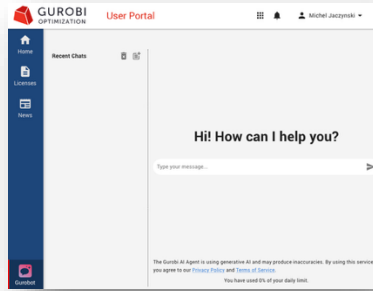 GUROBI
OPTIMIZATION
User Portal
Michel Jaczynski
Home
Licenses
News
Recent Chats
Hi! How can I help you?
Type your message...
The Gurobi AI Agent is using generative AI and may produce inaccuracies. By using this service
you agree to our Privacy Policy and Terms of Service.
You have used 0% of your daily limit.
Gurobot